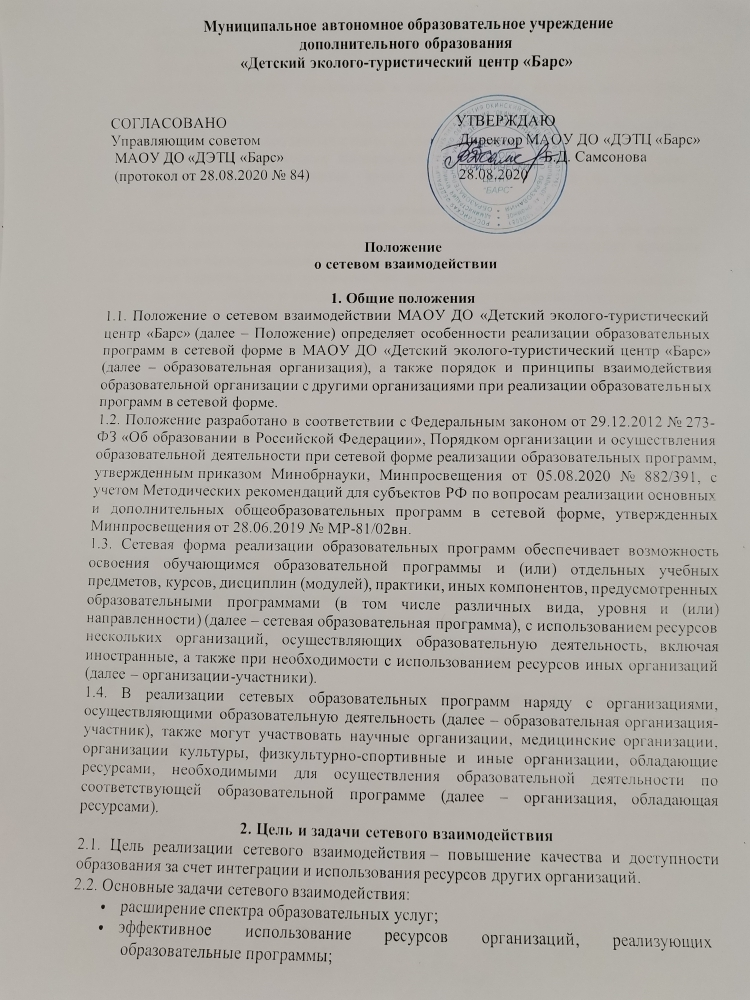 Муниципальное автономное образовательное учреждение
дополнительного образования
«Детский эколого-туристический центр «Барс»
СОГЛАСОВАНО
Управляющим советом
МАОУ ДО «ДЭТЦ «Барс»
(протокол от 28.08.2020 № 84)
УТВЕРЖДАЮ
Директор МАОУ ДО «ДЭТЦ «Барс»
Б.Д. Самсонова
28.08.2020
"БАРС"
Положение
о сетевом взаимодействии
1. Общие положения
1.1. Положение о сетевом взаимодействии МАОУ ДО «Детский эколого-туристический
центр «Барс» (далее – Положение) определяет особенности реализации образовательных
программ в сетевой форме в МАОУ ДО «Детский эколого-туристический центр «Барс»
(далее – образовательная организация), а также порядок и принципы взаимодействия
образовательной организации с другими организациями при реализации образовательных
программ в сетевой форме.
1.2. Положение разработано в соответствии с Федеральным законом от 29.12.2012 № 273-
ФЗ «Об образовании в Российской Федерации», Порядком организации и осуществления
образовательной деятельности при сетевой форме реализации образовательных программ,
утвержденным приказом Минобрнауки, Минпросвещения от 05.08.2020 № 882/391, с
учетом Методических рекомендаций для субъектов РФ по вопросам реализации основных
и дополнительных общеобразовательных программ в сетевой форме, утвержденных
Минпросвещения от 28.06.2019 № МР-81/02вн.
1.3. Сетевая форма реализации образовательных программ обеспечивает возможность
освоения обучающимся образовательной программы и (или) отдельных учебных
предметов, курсов, дисциплин (модулей), практики, иных компонентов, предусмотренных
образовательными программами (в том числе различных вида, уровня и (или)
направленности) (далее – сетевая образовательная программа), с использованием ресурсов
нескольких организаций, осуществляющих образовательную деятельность, включая
иностранные, а также при необходимости с использованием ресурсов иных организаций
(далее – организации-участники).
1.4. В реализации сетевых образовательных программ наряду с организациями,
осуществляющими образовательную деятельность (далее – образовательная организация-
участник), также могут участвовать научные организации, медицинские организации,
организации культуры, физкультурно-спортивные и иные организации, обладающие
ресурсами, необходимыми для осуществления образовательной деятельности по
соответствующей образовательной программе (далее – организация, обладающая
ресурсами).
2. Цель и задачи сетевого взаимодействия
2.1. Цель реализации сетевого взаимодействия – повышение качества и доступности
образования за счет интеграции и использования ресурсов других организаций.
2.2. Основные задачи сетевого взаимодействия:
• расширение спектра образовательных услуг;
• эффективное использование ресурсов организаций, реализующих
образовательные программы;